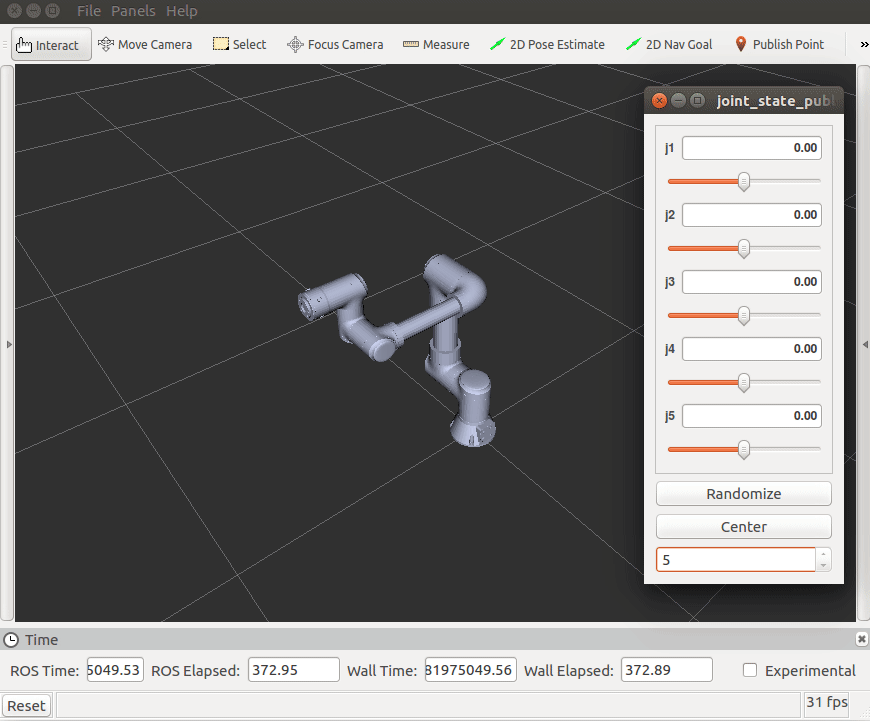 File Panels Help
Interact Move Camera Select Focus Camera Measure 2D Pose Estimate 2D Nav Goal Publish Point »
joint_state_publ
j1 0.00
j2 0.00
j3 0.00
j4 0.00
j5 0.00
Randomize
Center
5
Time
ROS Time: 5049.53 ROS Elapsed: 372.95 Wall Time: 81975049.56 Wall Elapsed: 372.89 Experimental
Reset 31 fps